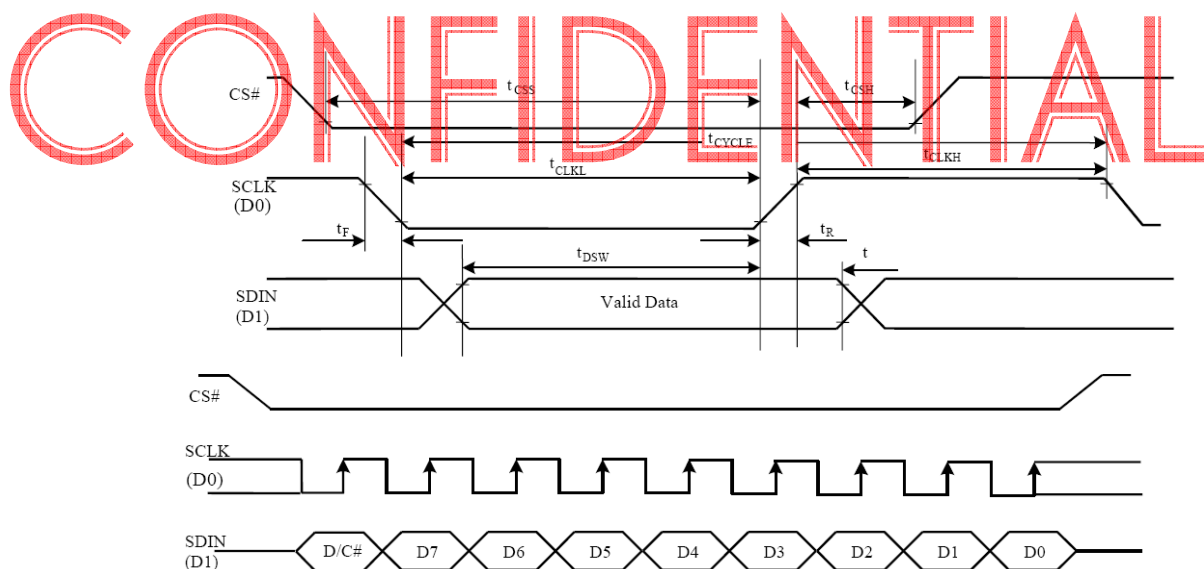 CONFIDENTIAL
CS#
tCSS
tCSH
tCYCLE
tCLKL
tCLKH
SCLK
(D0)
tF
tR
tDSW
t
SDIN
(D1)
Valid Data
CS#
SCLK
(D0)
SDIN
(D1)
D/C# D7 D6 D5 D4 D3 D2 D1 D0